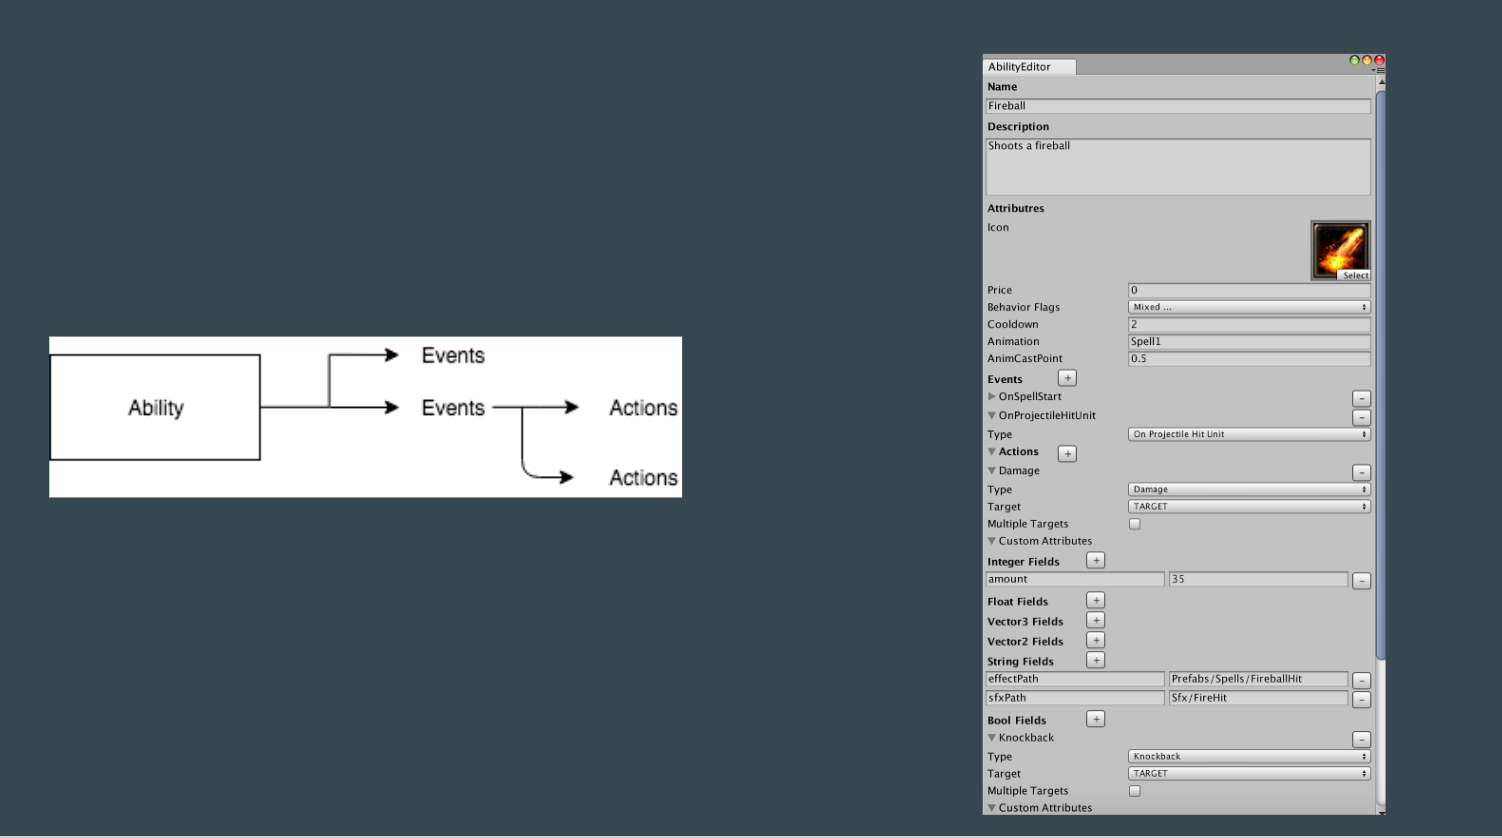 Ability
Events
Events
Actions
Actions
AbilityEditor
Name
Fireball
Description
Shoots a fireball
Attributres
Icon
Select
Price 0
Behavior Flags Mixed ...
Cooldown 2
Animation Spell1
AnimCastPoint 0.5
Events +
OnSpellStart -
OnProjectileHitUnit -
Type On Projectile Hit Unit
Actions +
Damage -
Type Damage
Target TARGET
Multiple Targets
Custom Attributes
Integer Fields +
amount 35 -
Float Fields +
Vector3 Fields +
Vector2 Fields +
String Fields +
effectPath Prefabs/Spells/FireballHit -
sfxPath Sfx/FireHit -
Bool Fields +
Knockback -
Type Knockback
Target TARGET
Multiple Targets
Custom Attributes